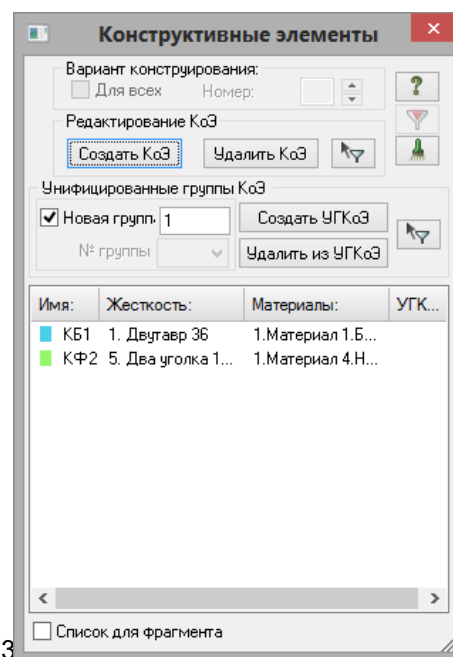 Конструктивные элементы
Вариант конструирования:
Для всех Номер:
Редактирование КоЭ
Создать КоЭ Удалить КоЭ
Унифицированные группы КоЭ
Новая групп. 1 Создать УГКоЭ
№ группы Удалить из УГКоЭ
Имя: Жесткость: Материалы: УГК...
КБ1 1. Двутавр 36 1.Материал 1.Б...
КФ2 5. Два уголка 1... 1.Материал 4.Н...
Список для фрагмента
3